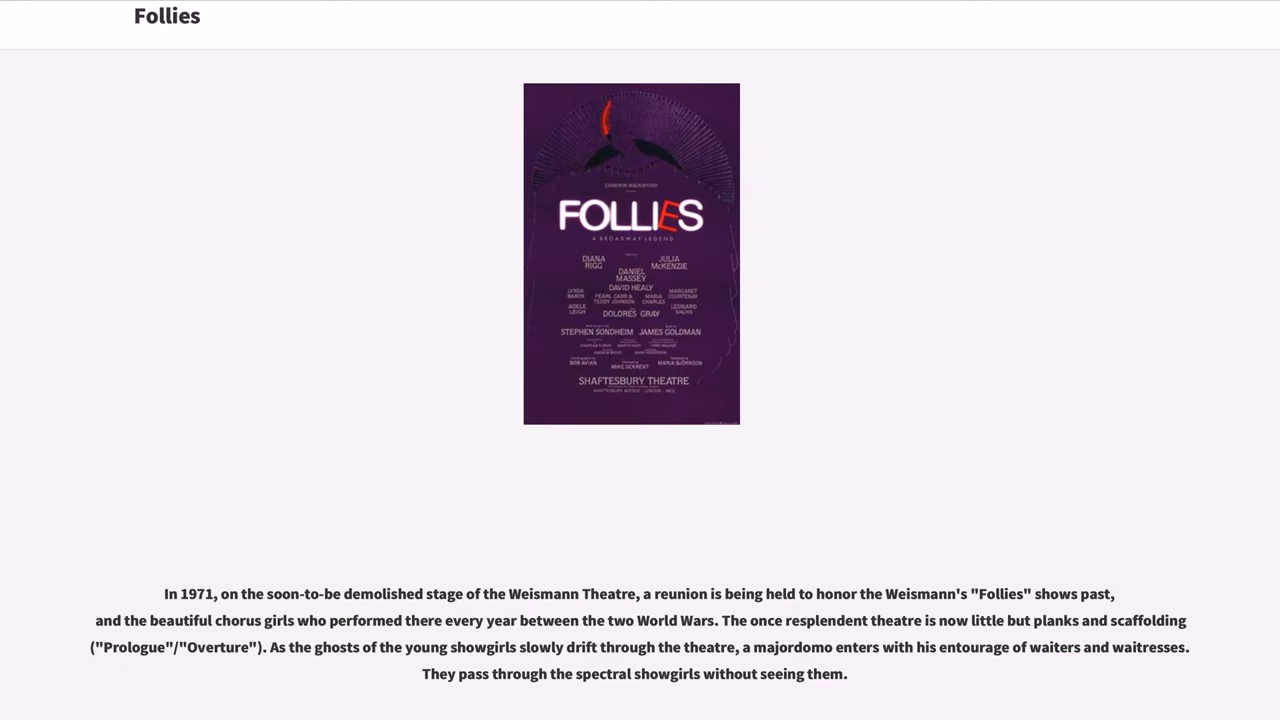 Follies
CAMERON MACKINTOSH
FOLLIES
A BROADWAY LEGEND
DIANA RIGG
JULIA McKENZIE
DANIEL MASSEY
DAVID HEALY
LYNDA BARON
PEARL CARR & TEDDY JOHNSON
MARIA CHARLES
MARGARET COURTENAY
ADELE LEIGH
DOLORES GRAY
LEONARD SACHS
STEPHEN SONDHEIM JAMES GOLDMAN
BOB AVIAN
MIKE OCKRENT
MARIA BJÖRNSON
SHAFTESBURY THEATRE
In 1971, on the soon-to-be demolished stage of the Weismann Theatre, a reunion is being held to honor the Weismann's "Follies" shows past,
and the beautiful chorus girls who performed there every year between the two World Wars. The once resplendent theatre is now little but planks and scaffolding
("Prologue"/"Overture"). As the ghosts of the young showgirls slowly drift through the theatre, a majordomo enters with his entourage of waiters and waitresses.
They pass through the spectral showgirls without seeing them.